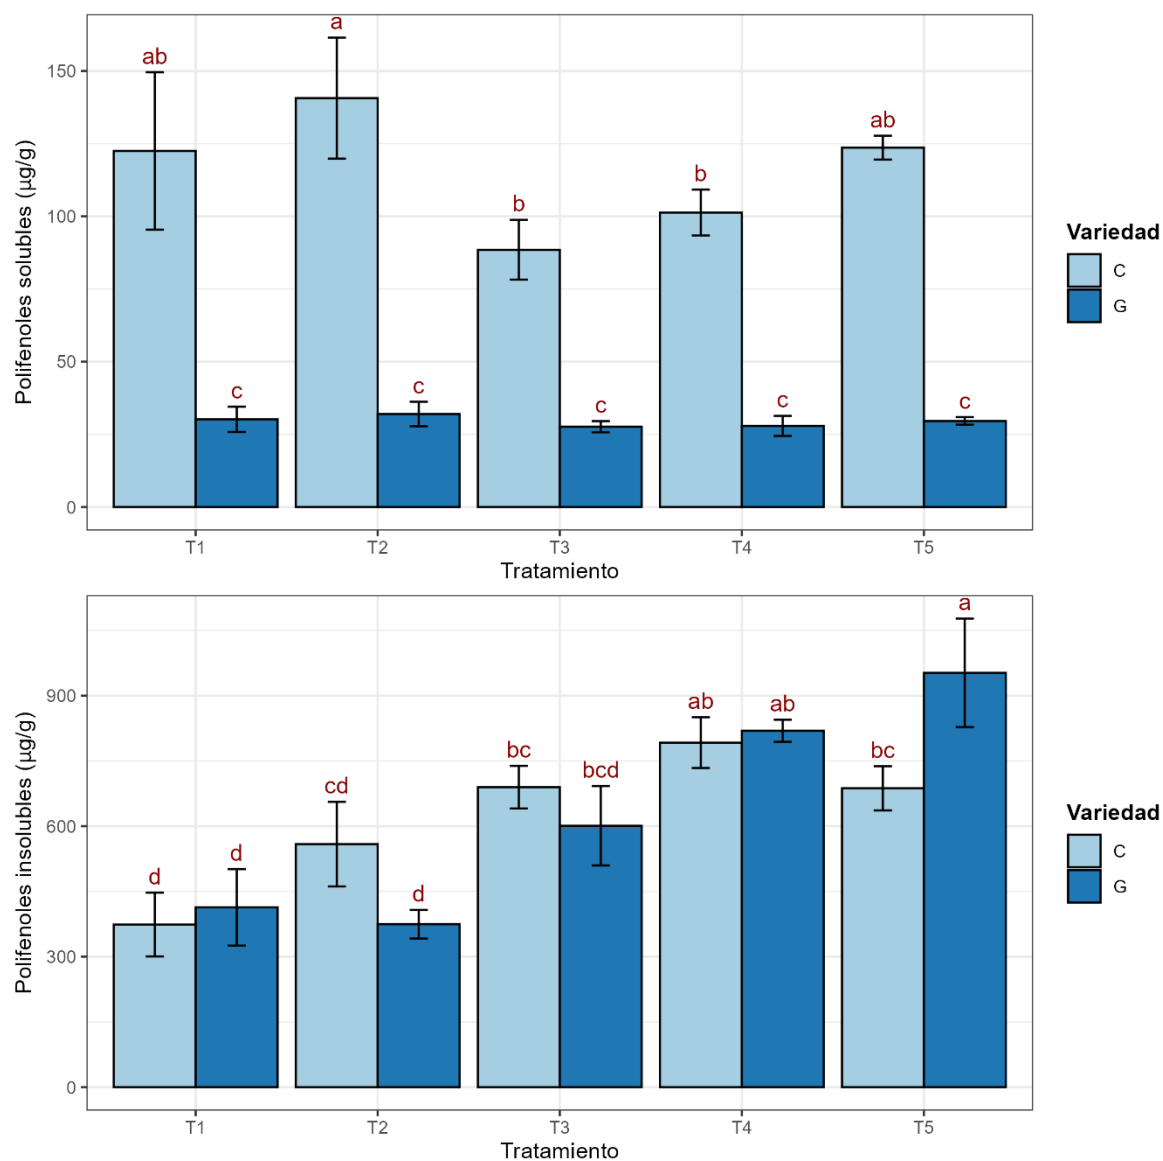 Polifenoles solubles (µg/g)
150
100
50
0
ab
a
b
b
ab
c
c
c
c
c
T1 T2 T3 T4 T5
Tratamiento
Variedad
C
G
Polifenoles insolubles (µg/g)
900
600
300
0
d
d
cd
d
bc
bcd
ab
ab
bc
a
T1 T2 T3 T4 T5
Tratamiento
Variedad
C
G